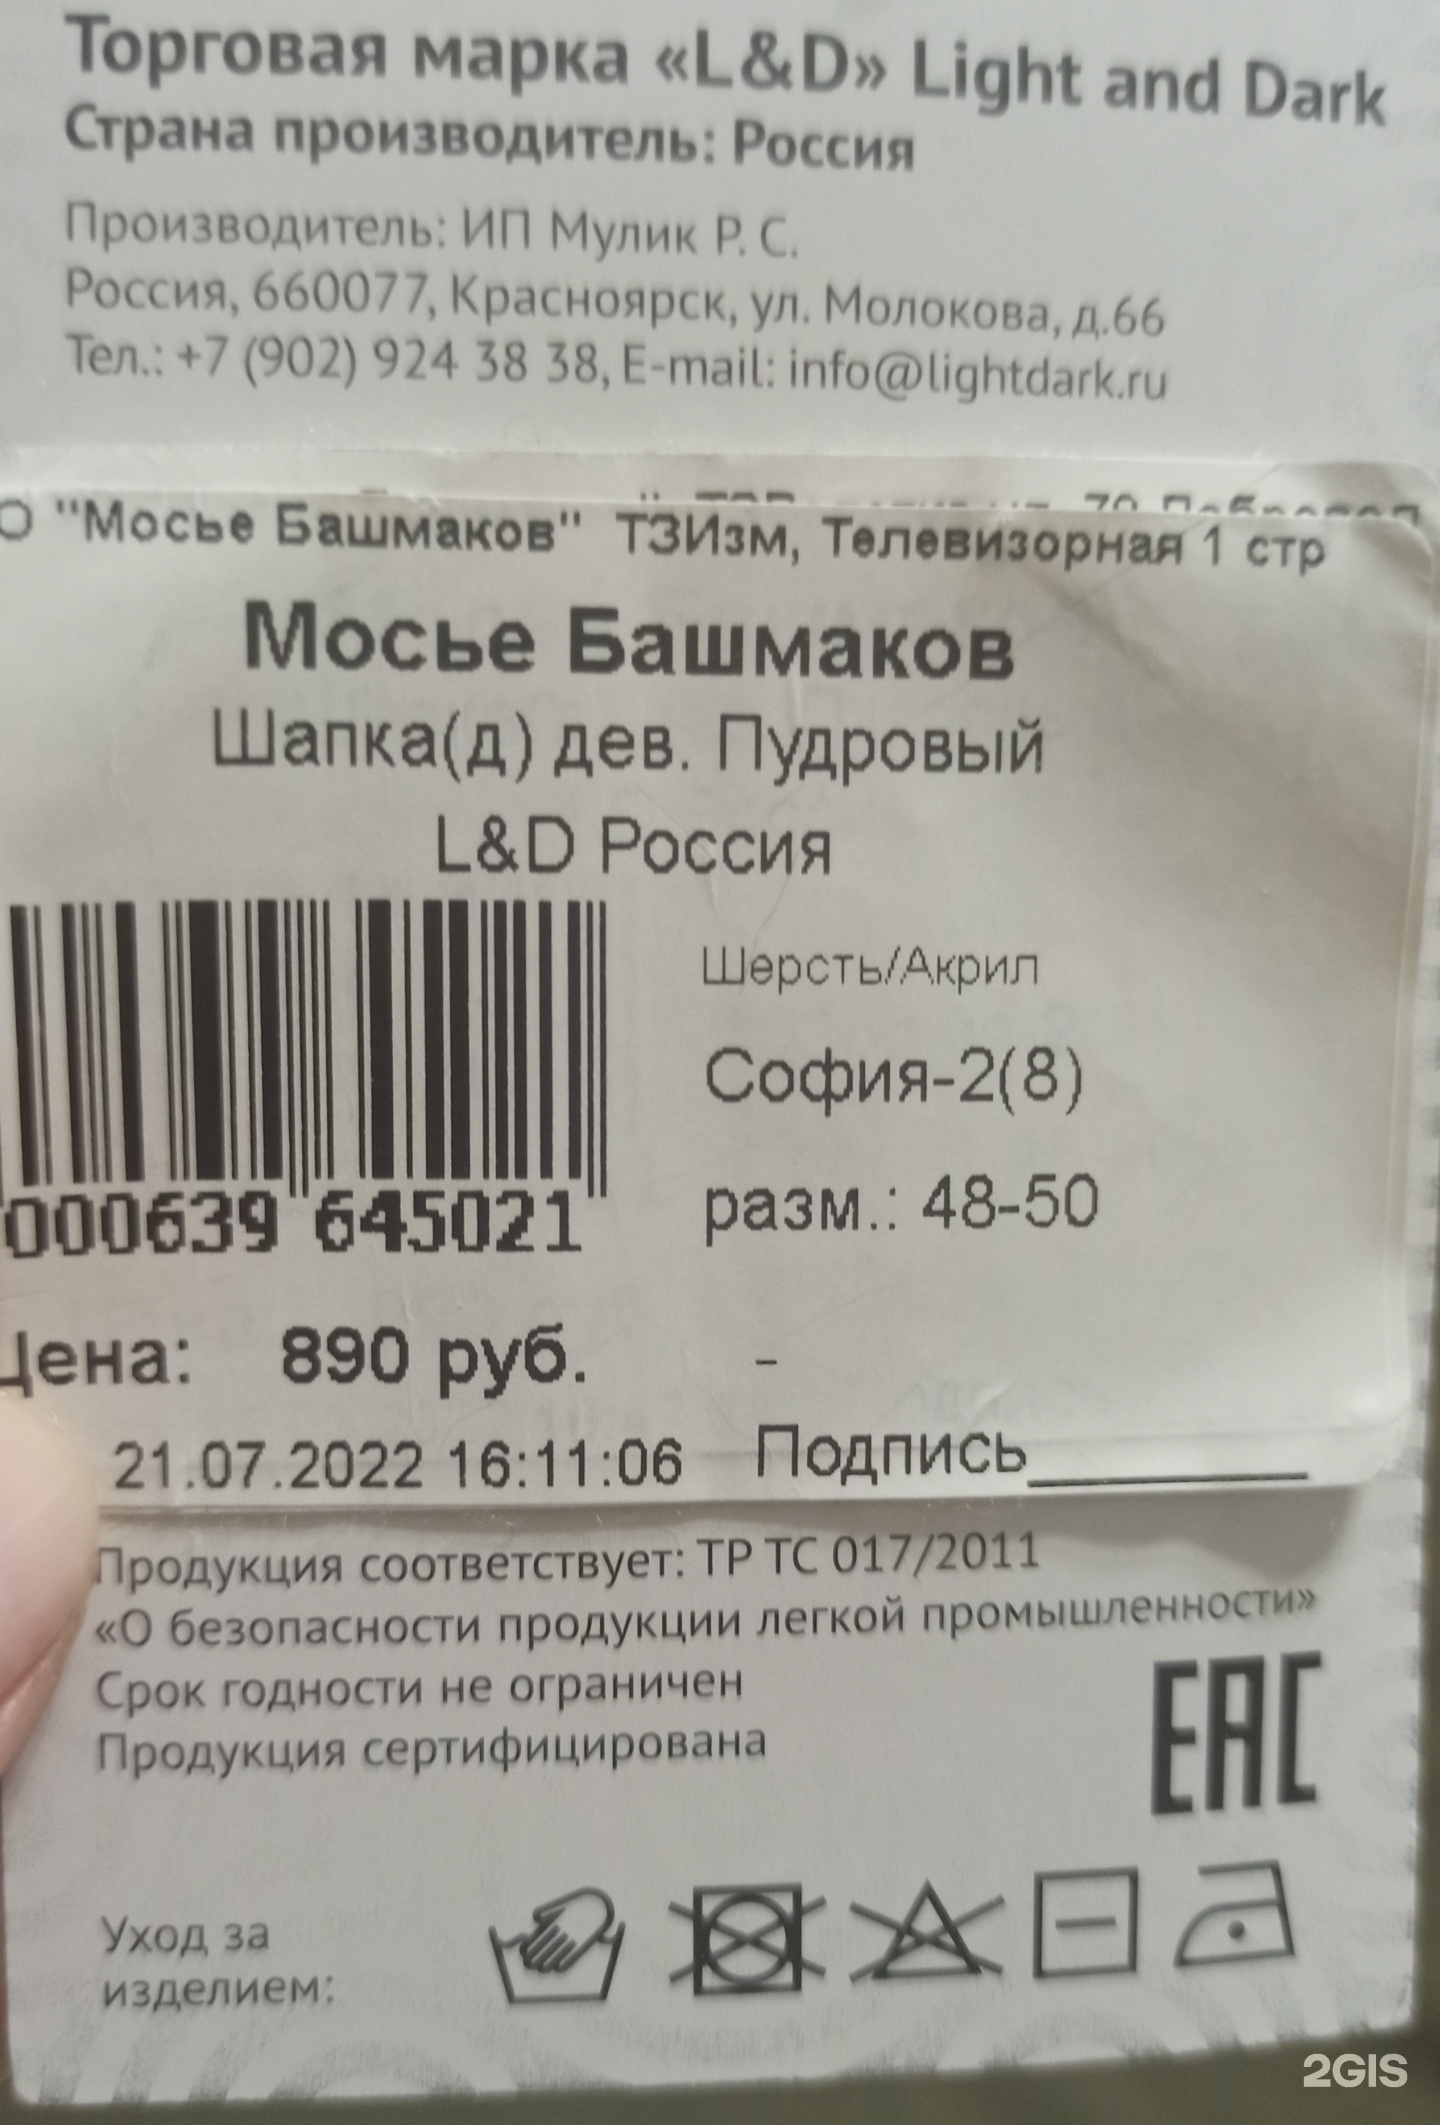 Торговая марка «L&D» Light and Dark
Страна производитель: Россия
Производитель: ИП Мулик Р. С.
Россия, 660077, Красноярск, ул. Молокова, д.66
Тел.: +7 (902) 924 38 38, E-mail: info@lightdark.ru
О "Мосье Башмаков" ТЗИзм, Телевизорная 1 стр
Мосье Башмаков
Шапка(д) дев. Пудровый
L&D Россия
Шерсть/Акрил
София-2(8)
000639 645021
разм.: 48-50
Цена: 890 руб. -
21.07.2022 16:11:06 Подпись
Продукция соответствует: ТР ТС 017/2011
«О безопасности продукции легкой промышленности»
Срок годности не ограничен
Продукция сертифицирована
EAC
Уход за
изделием:
2GIS